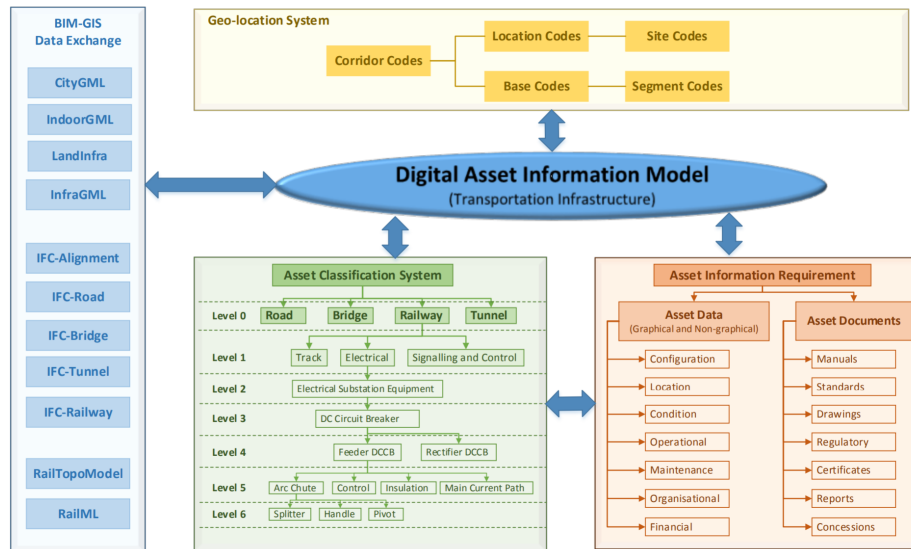 BIM-GIS
Data Exchange
CityGML
IndoorGML
LandInfra
InfraGML
IFC-Alignment
IFC-Road
IFC-Bridge
IFC-Tunnel
IFC-Railway
RailTopoModel
RailML
Geo-location System
Corridor Codes
Location Codes
Site Codes
Base Codes
Segment Codes
Digital Asset Information Model
(Transportation Infrastructure)
Asset Classification System
Level 0
Road
Bridge
Railway
Tunnel
Level 1
Track
Electrical
Signalling and Control
Level 2
Electrical Substation Equipment
Level 3
DC Circuit Breaker
Level 4
Feeder DCCB
Rectifier DCCB
Level 5
Arc Chute
Control
Insulation
Main Current Path
Level 6
Splitter
Handle
Pivot
Asset Information Requirement
Asset Data
(Graphical and Non-graphical)
Configuration
Location
Condition
Operational
Maintenance
Organisational
Financial
Asset Documents
Manuals
Standards
Drawings
Regulatory
Certificates
Reports
Concessions